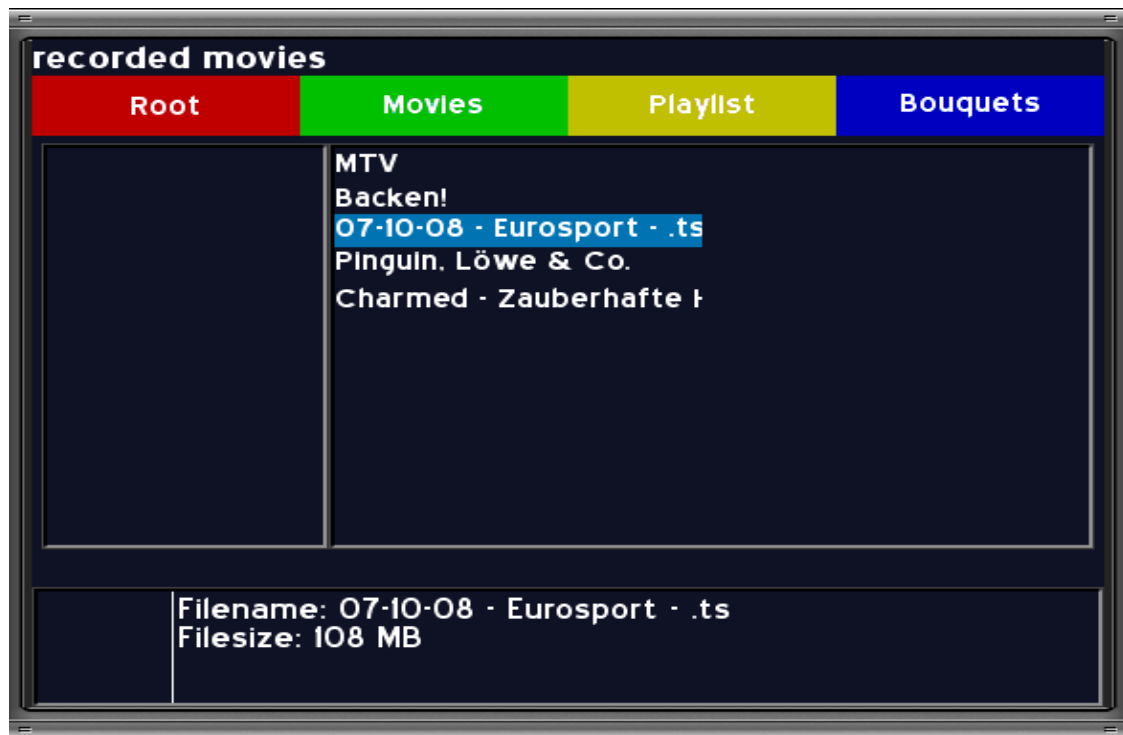 recorded movies
Root Movies Playlist Bouquets
MTV
Backen!
07-10-08 - Eurosport - .ts
Pinguin, Löwe & Co.
Charmed - Zauberhafte
Filename: 07-10-08 - Eurosport - .ts
Filesize: 108 MB